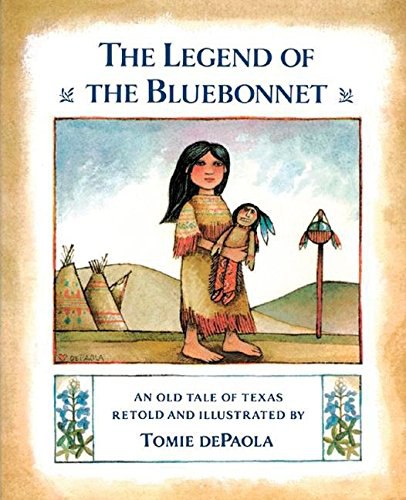 THE LEGEND OF
THE BLUEBONNET
DEPAOLA
AN OLD TALE OF TEXAS
RETOLD AND ILLUSTRATED BY
TOMIE dePAOLA